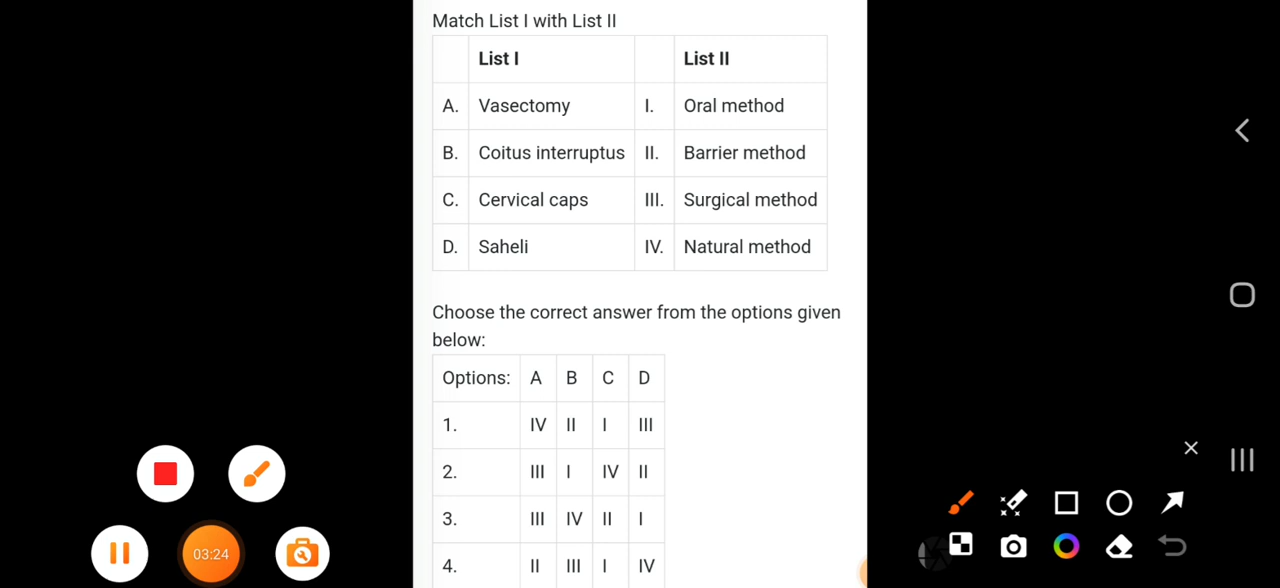 Match List I with List II
List I List II
A. Vasectomy I. Oral method
B. Coitus interruptus II. Barrier method
C. Cervical caps III. Surgical method
D. Saheli IV. Natural method
Choose the correct answer from the options given
below:
Options: A B C D
1. IV II I III
2. III I IV II
3. III IV II I
4. II III I IV
03:24